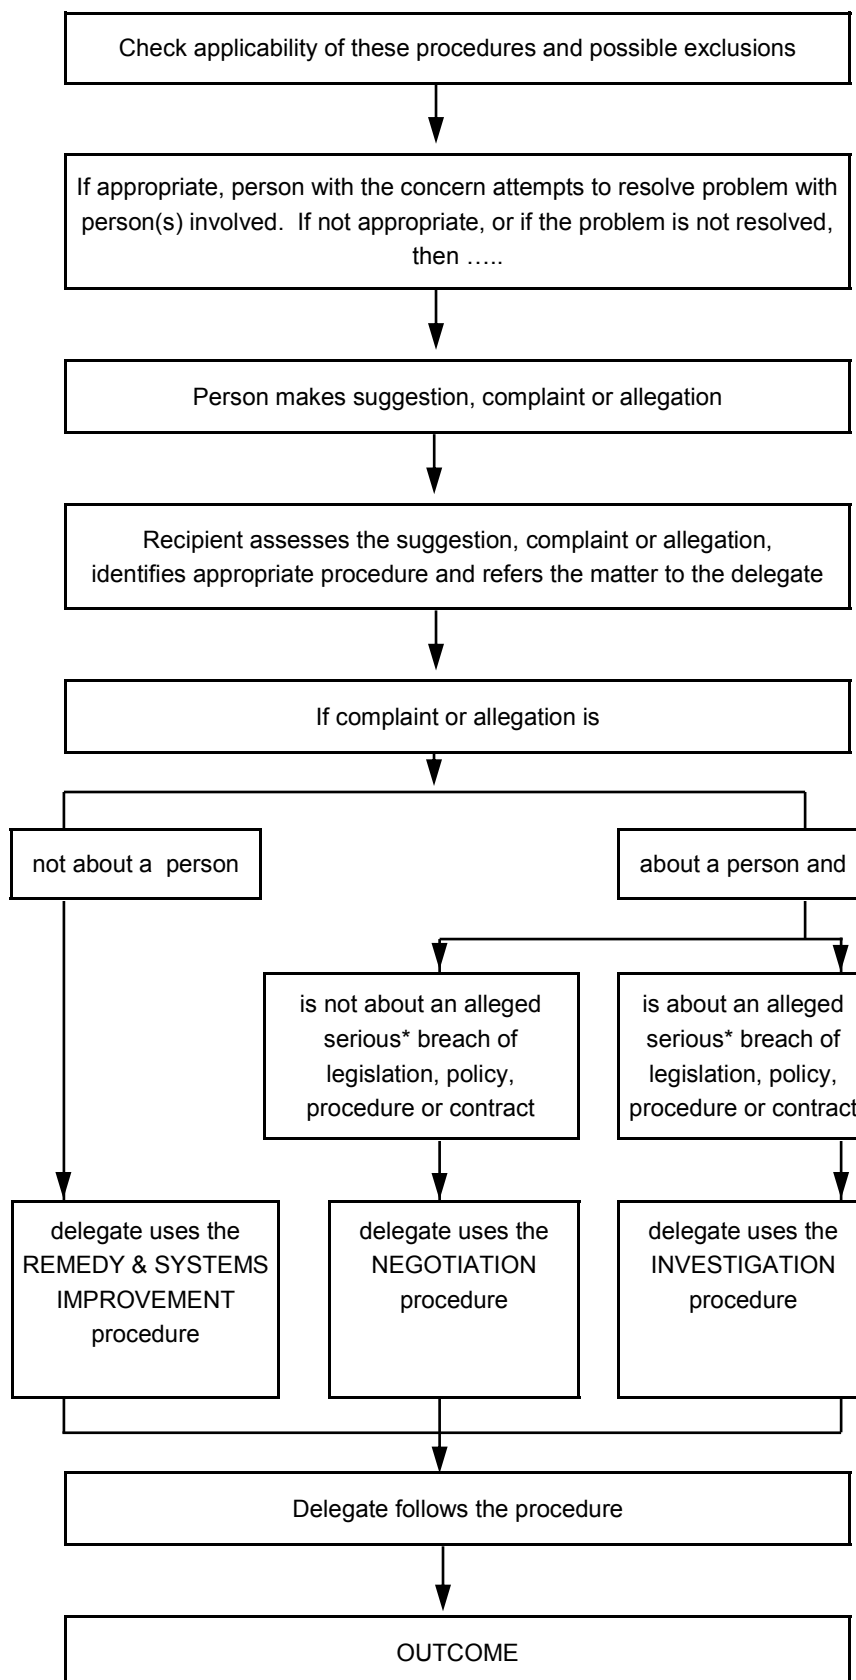 Check applicability of these procedures and possible exclusions
If appropriate, person with the concern attempts to resolve problem with
person(s) involved.  If not appropriate, or if the problem is not resolved,
then …..
Person makes suggestion, complaint or allegation
Recipient assesses the suggestion, complaint or allegation,
identifies appropriate procedure and refers the matter to the delegate
If complaint or allegation is
not about a  person
about a person and
is not about an alleged
serious* breach of
legislation, policy,
procedure or contract
is about an alleged
serious* breach of
legislation, policy,
procedure or contract
delegate uses the
REMEDY & SYSTEMS
IMPROVEMENT
procedure
delegate uses the
NEGOTIATION
procedure
delegate uses the
INVESTIGATION
procedure
Delegate follows the procedure
OUTCOME